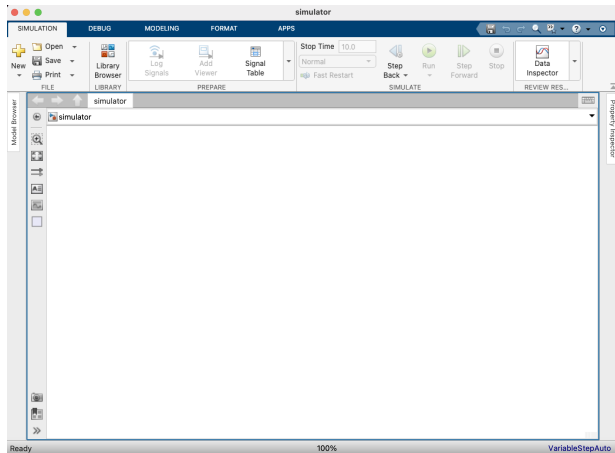 simulator
SIMULATION DEBUG MODELING FORMAT APPS
New
Open
Save
Print
FILE
Library
Browser
LIBRARY
Log
Signals
Add
Viewer
Signal
Table
PREPARE
Stop Time 10.0
Normal
Fast Restart
Step
Back
Run
Step
Forward
Stop
SIMULATE
Data
Inspector
REVIEW RES...
Model Browser
simulator
simulator
Property Inspector
Ready 100% VariableStepAuto